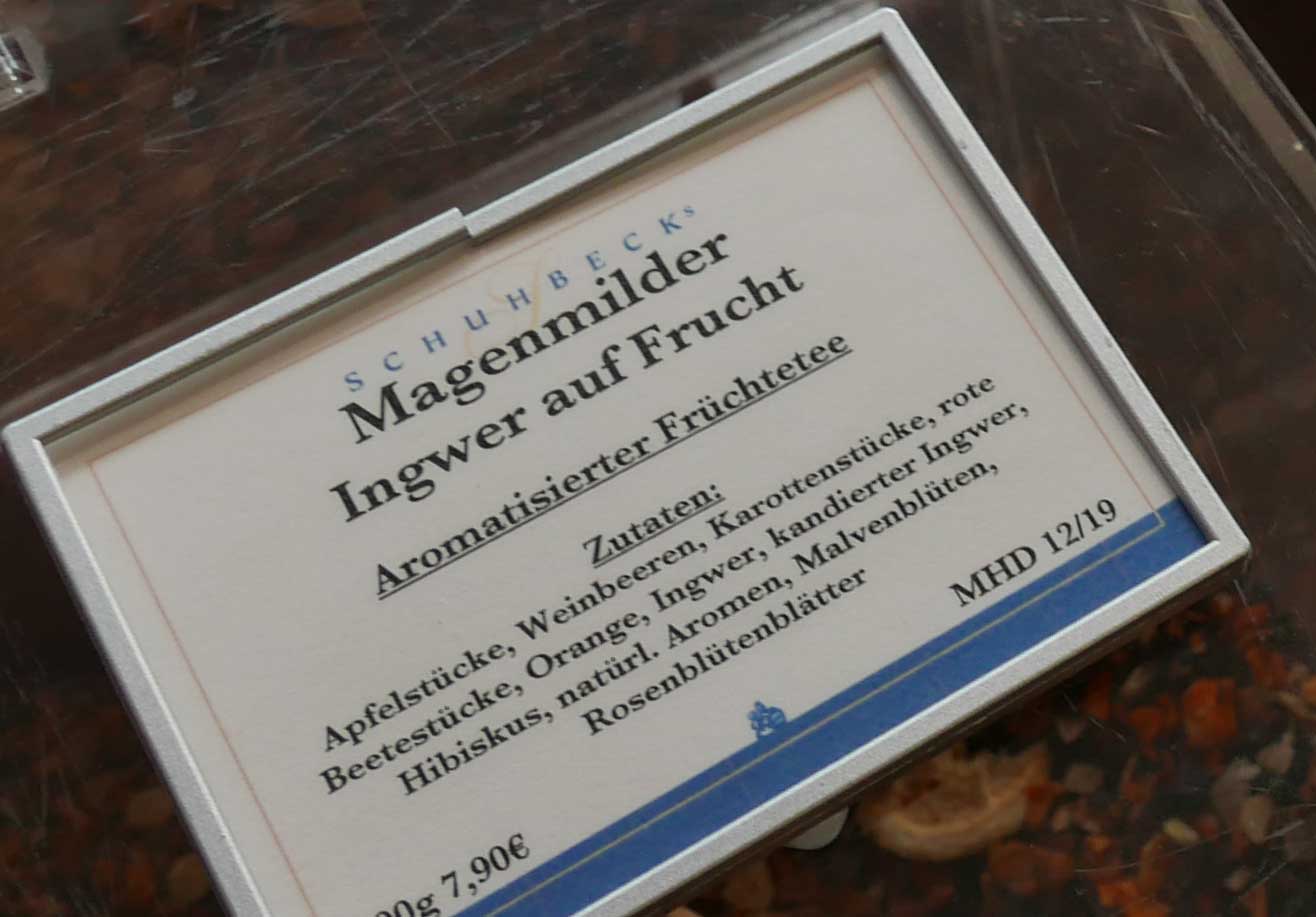 SCHUHBECKs
Magenmilder
Ingwer auf Frucht
Aromatisierter Früchtetee
Zutaten:
Apfelstücke, Weinbeeren, Karottenstücke, rote
Beetestücke, Orange, Ingwer, kandierter Ingwer,
Hibiskus, natürl. Aromen, Malvenblüten,
Rosenblütenblätter
MHD 12/19
7,90€